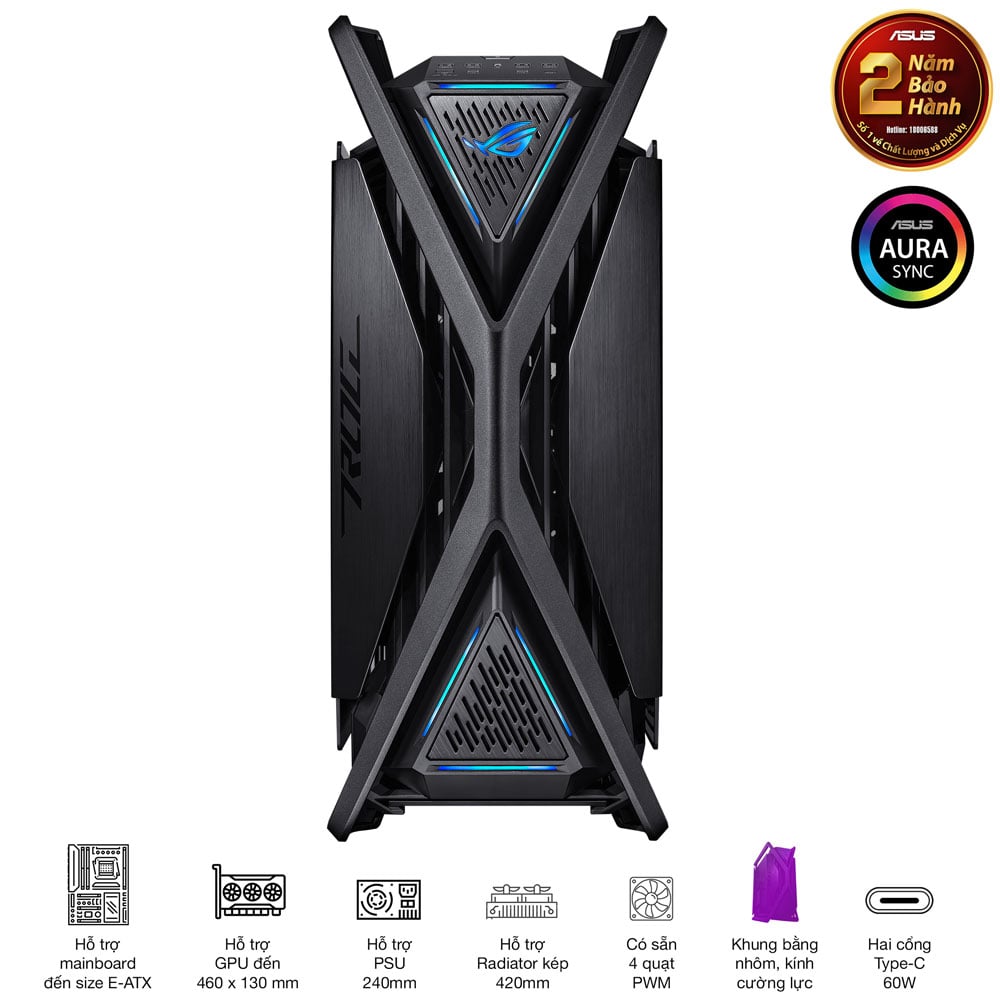 ASUS
2 Năm
Bảo
Hành
Hotline: 18006588
Số 1 về Chất Lượng và Dịch Vụ
ASUS
AURA
SYNC
ROG
Hỗ trợ
mainboard
đến size E-ATX
Hỗ trợ
GPU đến
460 x 130 mm
Hỗ trợ
PSU
240mm
Hỗ trợ
Radiator kép
420mm
Có sẵn
4 quạt
PWM
Khung bằng
nhôm, kính
cường lực
Hai cổng
Type-C
60W